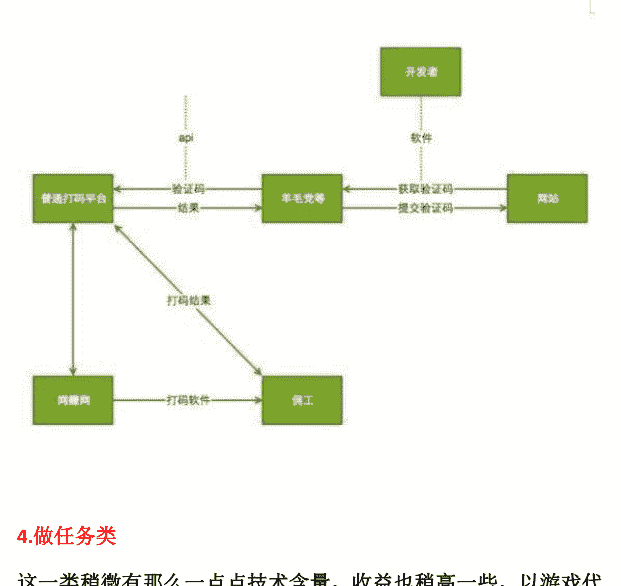 开发者
api
软件
普通打码平台
验证码
结果
羊毛党等
获取验证码
提交验证码
网站
打码结果
网赚网
打码软件
佣工
4.做任务类
这一类稍微有那么一点点技术含量，收益也稍高一些，以游戏代